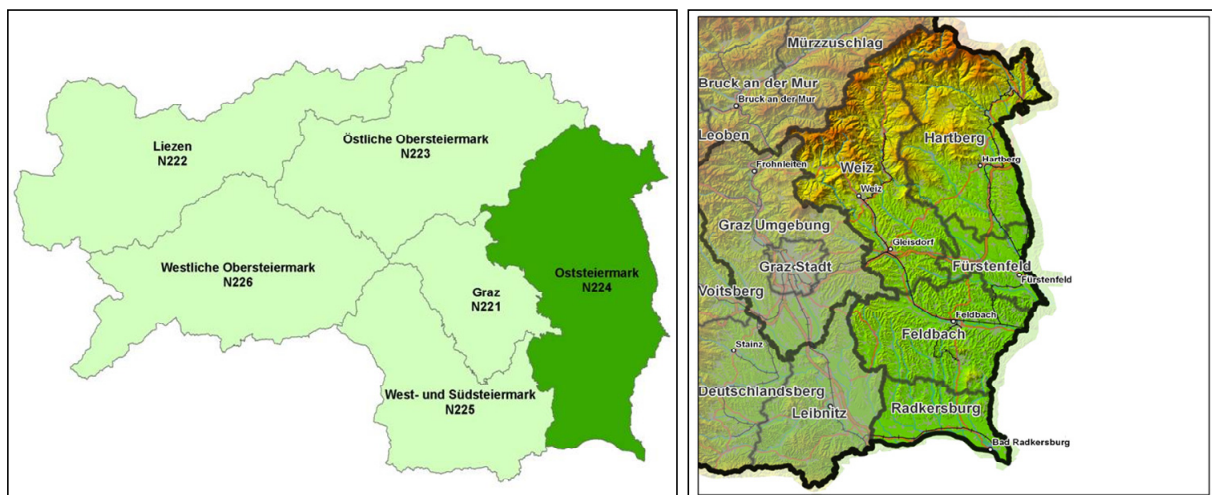 Östliche Obersteiermark
N223
Liezen
N222
Westliche Obersteiermark
N226
Oststeiermark
N224
Graz
N221
West- und Südsteiermark
N225
Mürzzuschlag
Bruck an der Mur
Bruck an der Mur
Leoben
Hartberg
Frohnleiten
Hartberg
Weiz
Weiz
Graz Umgebung
Gleisdorf
Graz Stadt
Fürstenfeld
Fürstenfeld
Voitsberg
Feldbach
Feldbach
Stainz
Deutschlandsberg
Leibnitz
Radkersburg
Bad Radkersburg